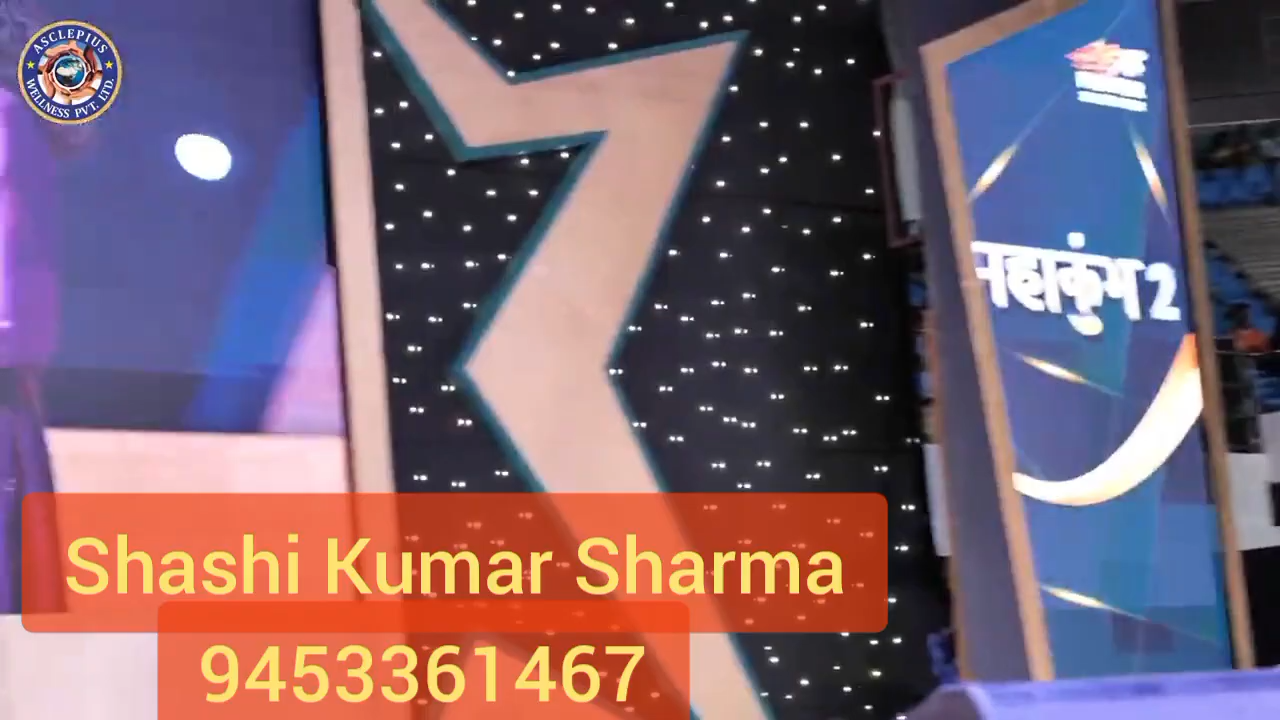 ASCLEPIUS
WELLNESS PVT. LTD.
महाकुंभ 2
Shashi Kumar Sharma
9453361467